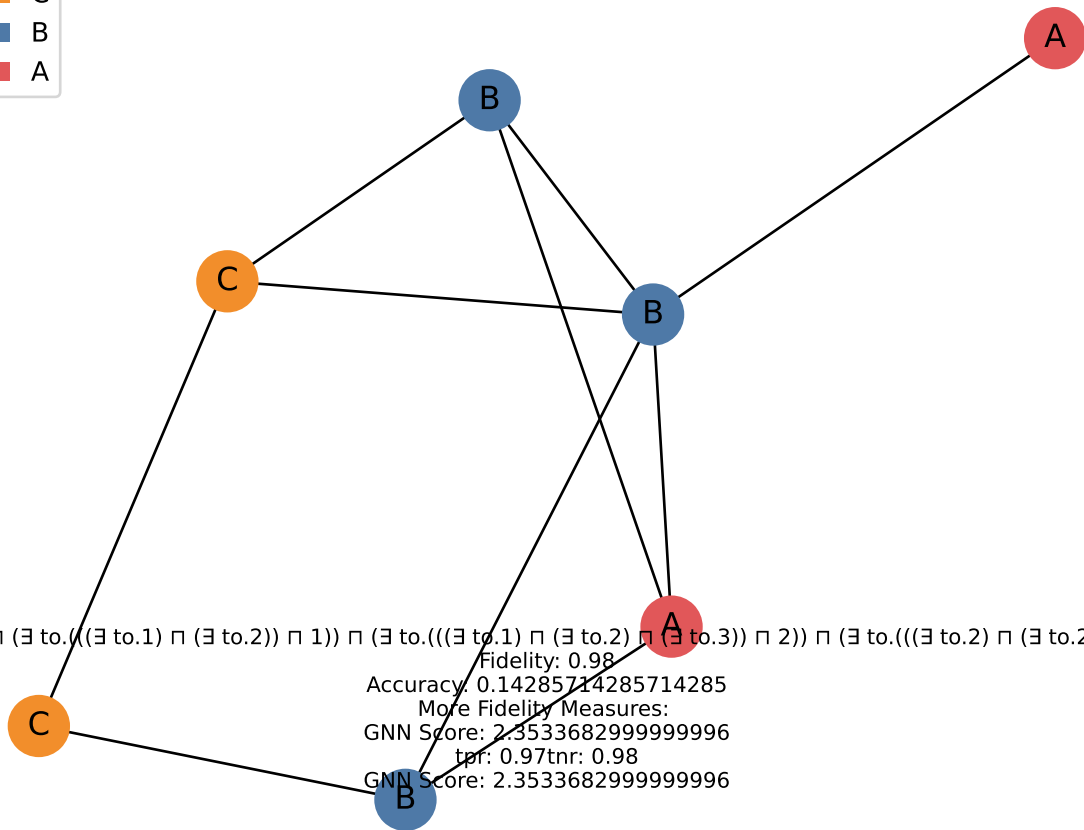 C
B
A
A
B
C
B
A
⊓ (∃ to.(((∃ to.1) ⊓ (∃ to.2)) ⊓ 1)) ⊓ (∃ to.(((∃ to.1) ⊓ (∃ to.2) ⊓ (∃ to.3)) ⊓ 2)) ⊓ (∃ to.(((∃ to.2) ⊓ (∃ to.2
Fidelity: 0.98
Accuracy: 0.14285714285714285
More Fidelity Measures:
GNN Score: 2.3533682999999996
tpr: 0.97tnr: 0.98
GNN Score: 2.3533682999999996
C
B